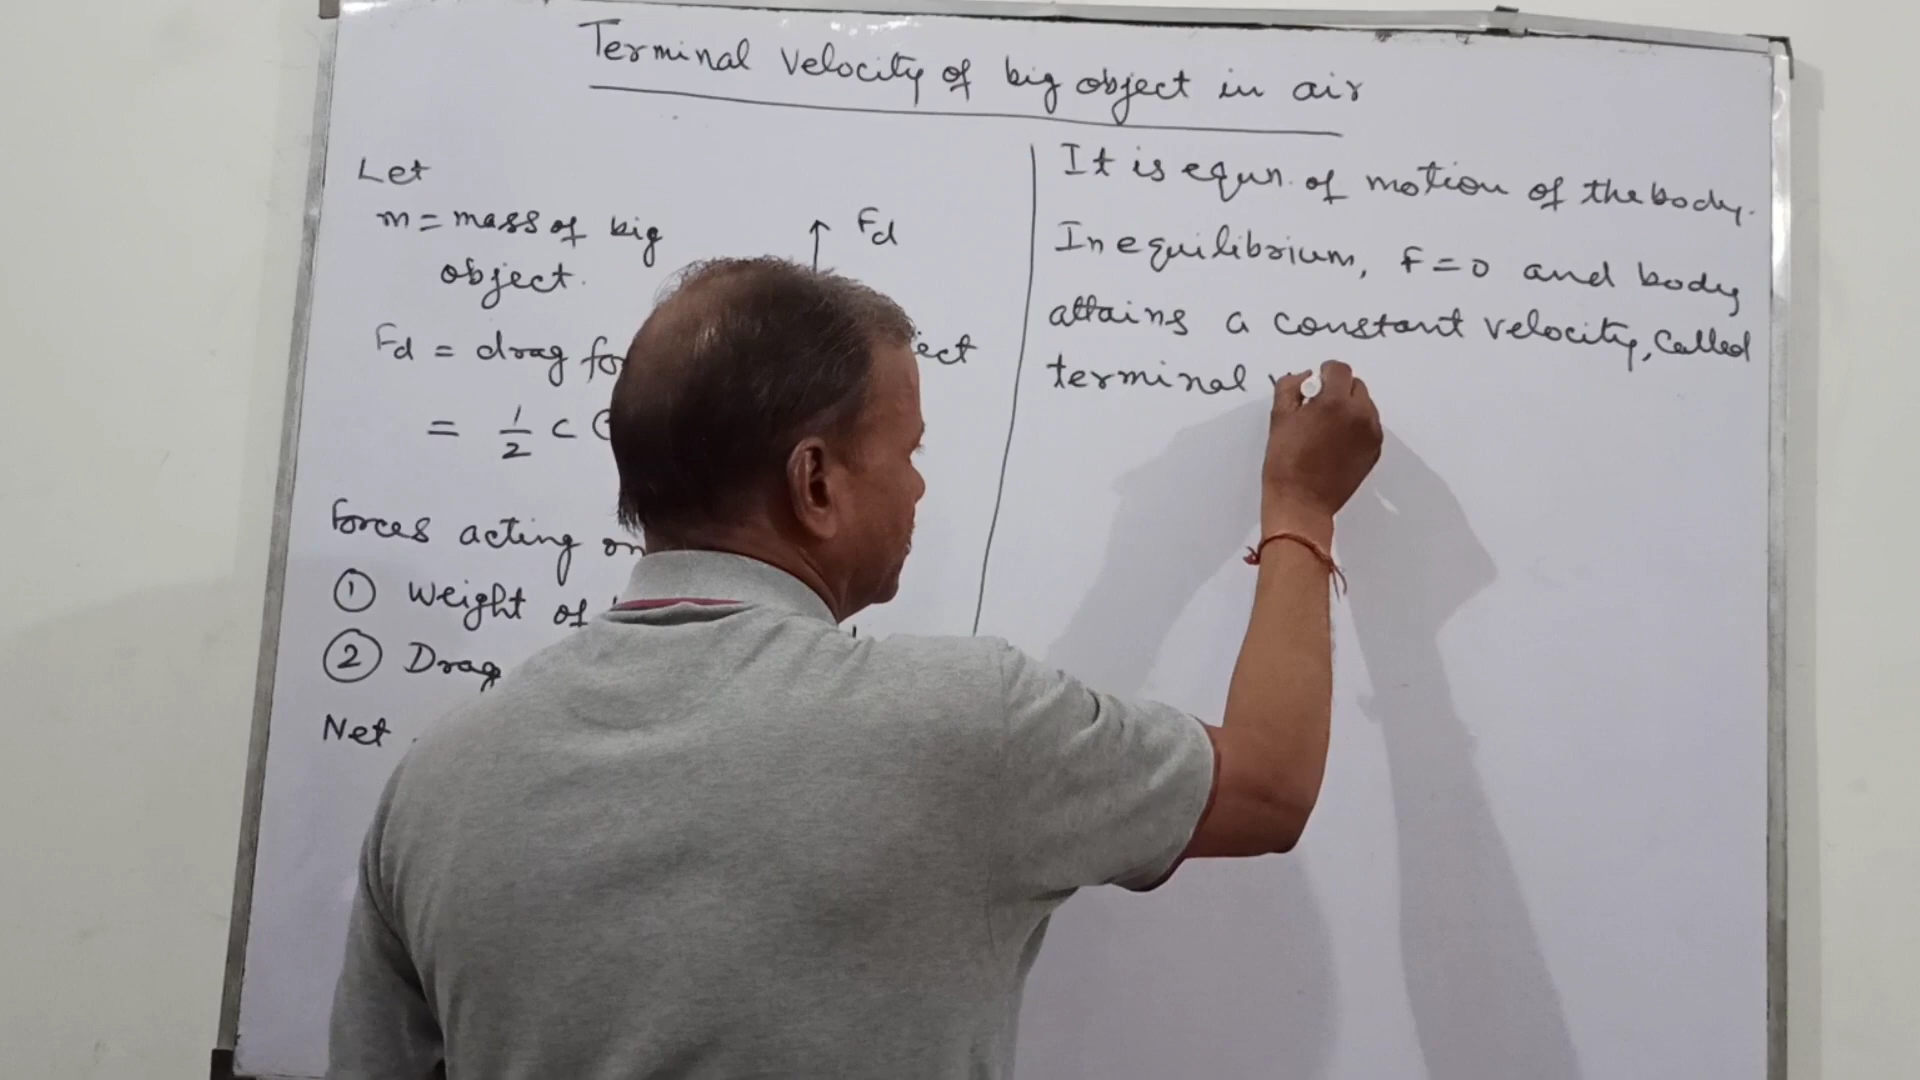 Terminal Velocity of big object in air
Let
m = mass of big
object.
Fd
Fd = drag
= 1/2 C
Forces acting on
① Weight of
② Drag
Net
It is equn. of motion of the body.
In equilibrium, F=0 and body
attains a constant velocity, called
terminal